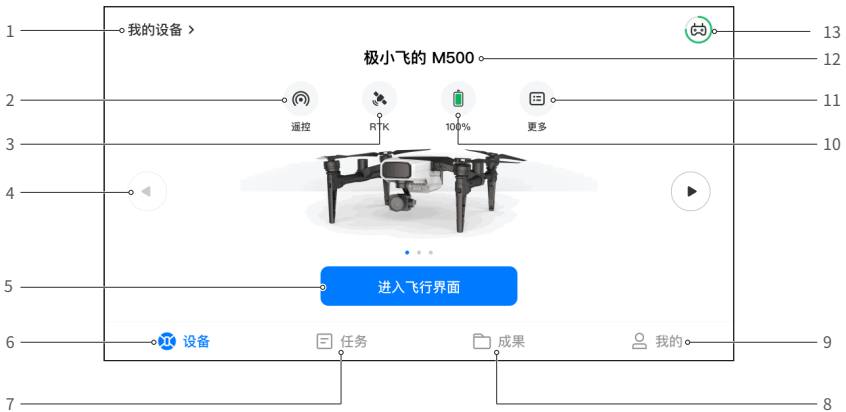 1 我的设备 13
极小飞的 M500 12
2 遥控 RTK 100% 更多 11
3 10
4
5 进入飞行界面
6 设备 任务 成果 我的 9
7 8